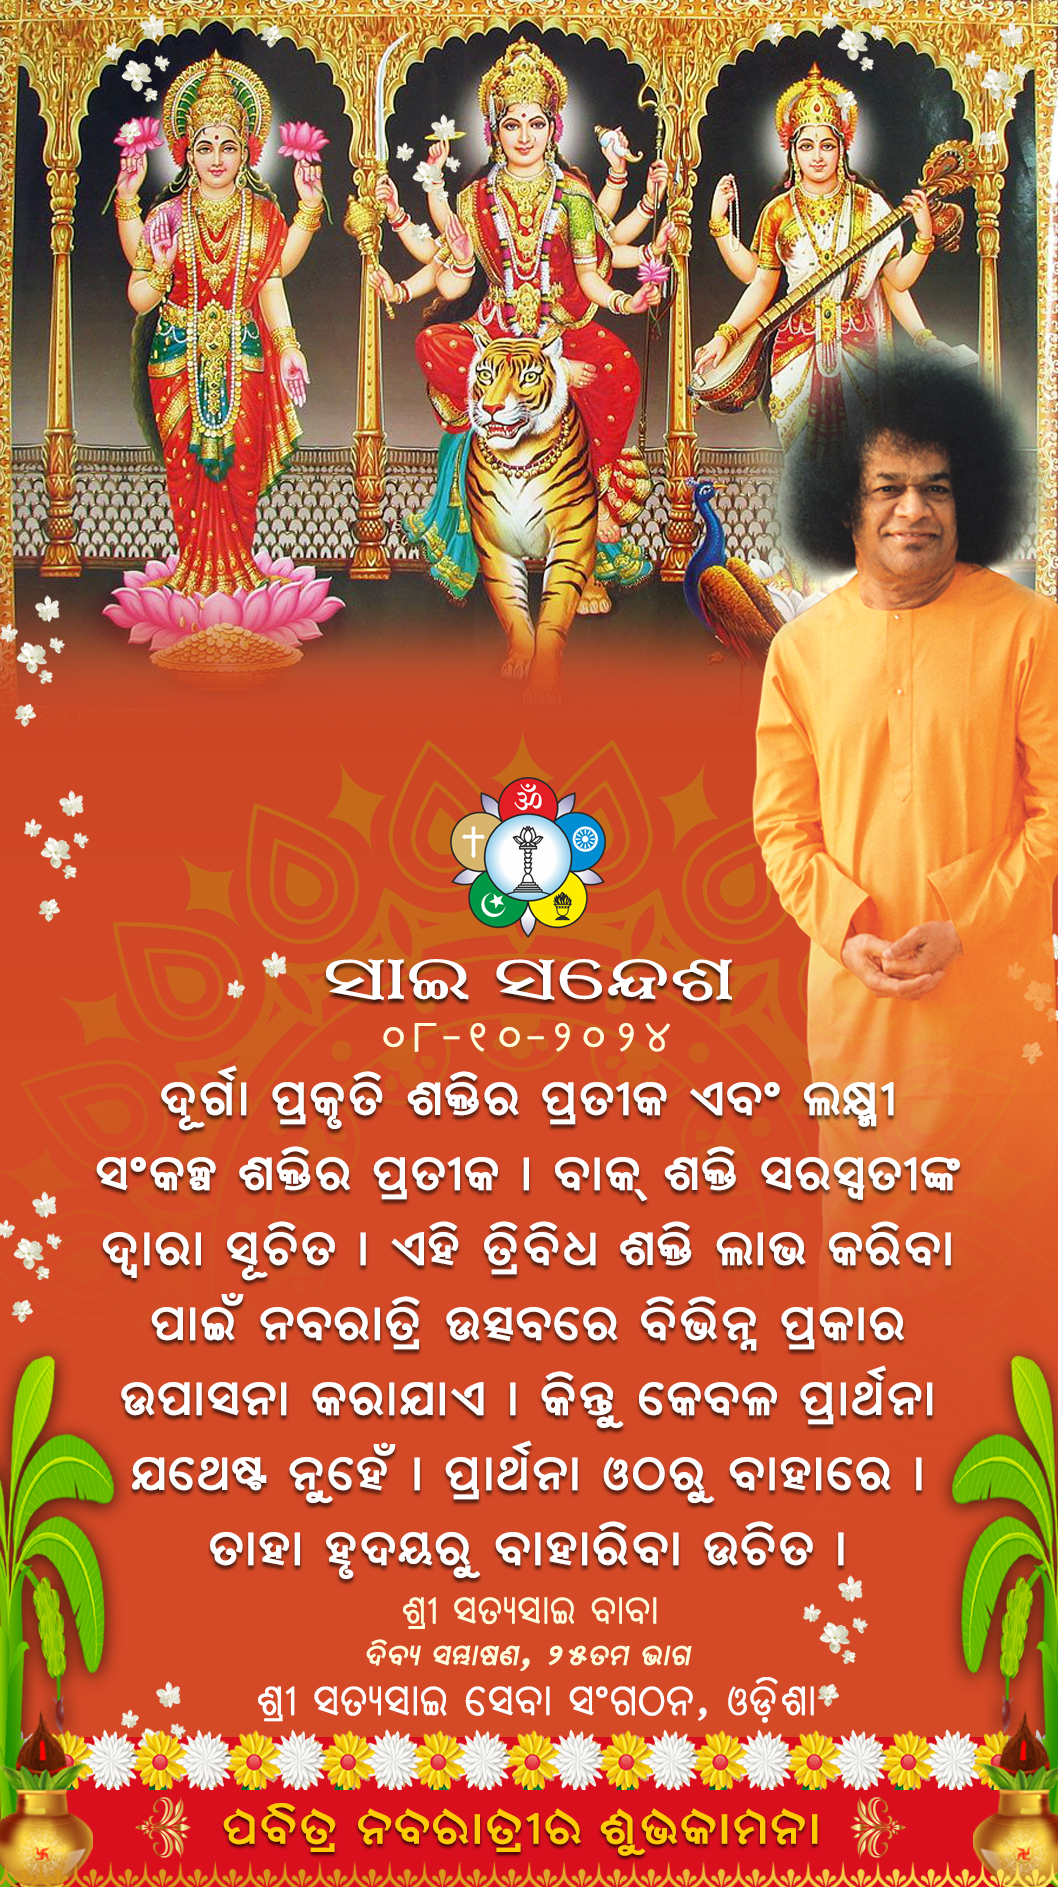 ସାଇ ସନ୍ଦେଶ
୦୮-୧୦-୨୦୨୪
ଦୂର୍ଗା ପ୍ରକୃତି ଶକ୍ତିର ପ୍ରତୀକ ଏବଂ ଲକ୍ଷ୍ମୀ
ସଂକଳ୍ପ ଶକ୍ତିର ପ୍ରତୀକ । ବାକ୍ ଶକ୍ତି ସରସ୍ୱତୀଙ୍କ
ଦ୍ୱାରା ସୂଚିତ । ଏହି ତ୍ରିବିଧ ଶକ୍ତି ଲାଭ କରିବା
ପାଇଁ ନବରାତ୍ରି ଉତ୍ସବରେ ବିଭିନ୍ନ ପ୍ରକାର
ଉପାସନା କରାଯାଏ । କିନ୍ତୁ କେବଳ ପ୍ରାର୍ଥନା
ଯଥେଷ୍ଟ ନୁହେଁ । ପ୍ରାର୍ଥନା ଓଠରୁ ବାହାରେ ।
ତାହା ହୃଦୟରୁ ବାହାରିବା ଉଚିତ ।
ଶ୍ରୀ ସତ୍ୟସାଇ ବାବା
ଦିବ୍ୟ ସମ୍ଭାଷଣ, ୨୫ତମ ଭାଗ
ଶ୍ରୀ ସତ୍ୟସାଇ ସେବା ସଂଗଠନ, ଓଡ଼ିଶା
ପବିତ୍ର ନବରାତ୍ରୀର ଶୁଭକାମନା